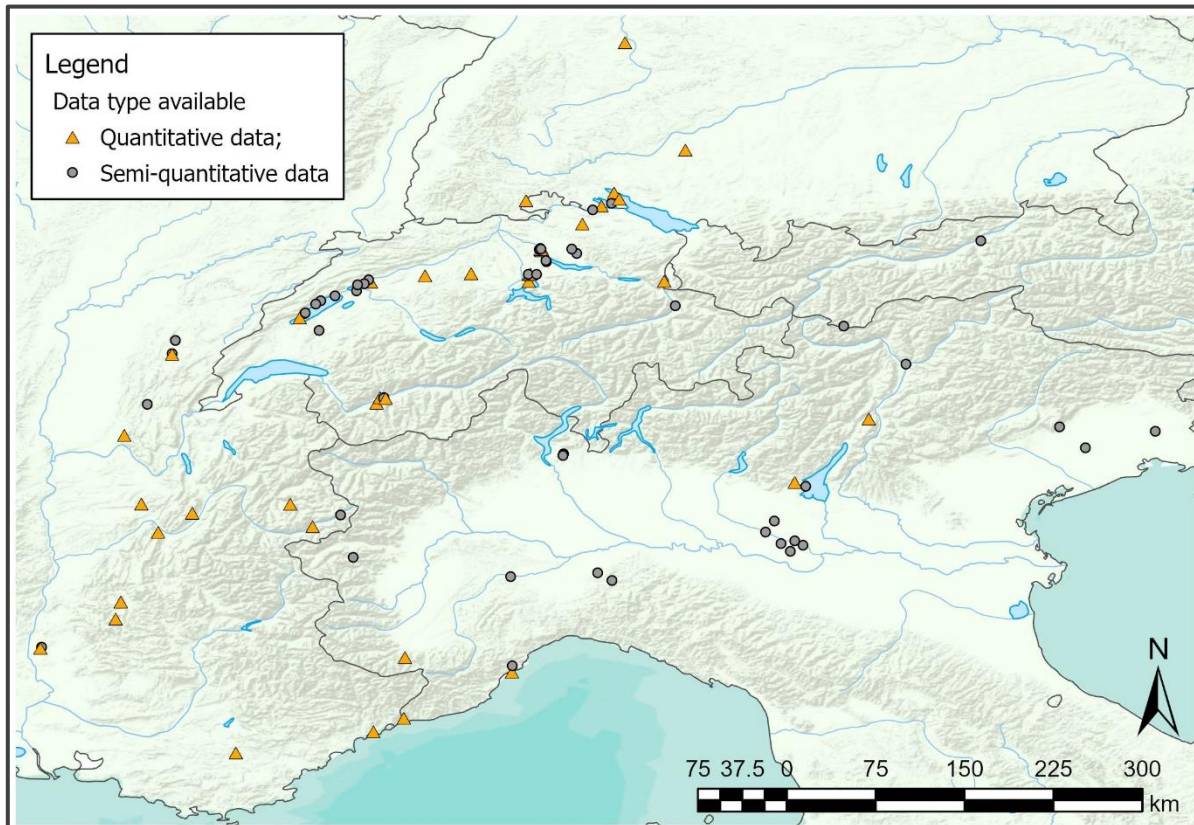 Legend
Data type available
Quantitative data;
Semi-quantitative data
N
75 37.5 0 75 150 225 300
km